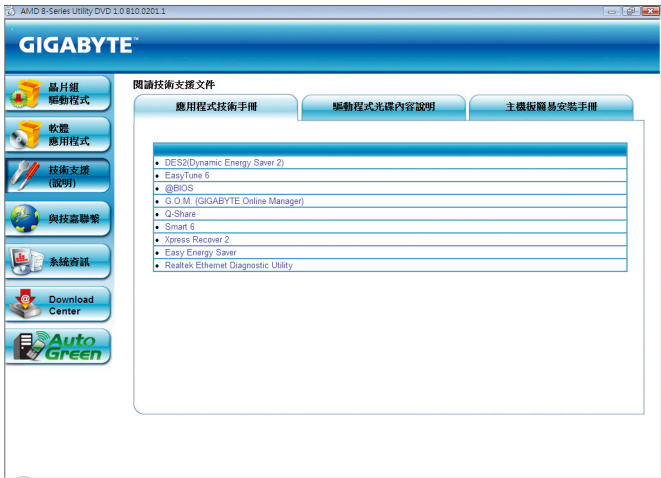 AMD 8-Series Utility DVD 1.0 B10.0201.1
GIGABYTE™
晶片組
驅動程式
軟體
應用程式
技術支援
(說明)
與技嘉聯繫
系統資訊
Download
Center
Auto
Green
閱讀技術支援文件
應用程式技術手冊
驅動程式光碟內容說明
主機板簡易安裝手冊
DES2(Dynamic Energy Saver 2)
EasyTune 6
@BIOS
G.O.M. (GIGABYTE Online Manager)
Q-Share
Smart 6
Xpress Recover 2
Easy Energy Saver
Realtek Ethernet Diagnostic Utility